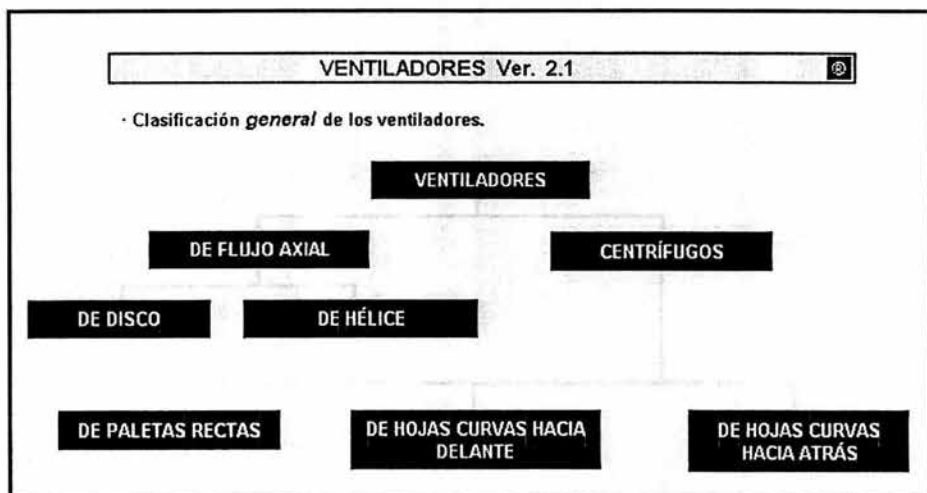 VENTILADORES Ver. 2.1 ®
· Clasificación general de los ventiladores.
VENTILADORES
DE FLUJO AXIAL
CENTRÍFUGOS
DE DISCO
DE HÉLICE
DE PALETAS RECTAS
DE HOJAS CURVAS HACIA
DELANTE
DE HOJAS CURVAS
HACIA ATRÁS